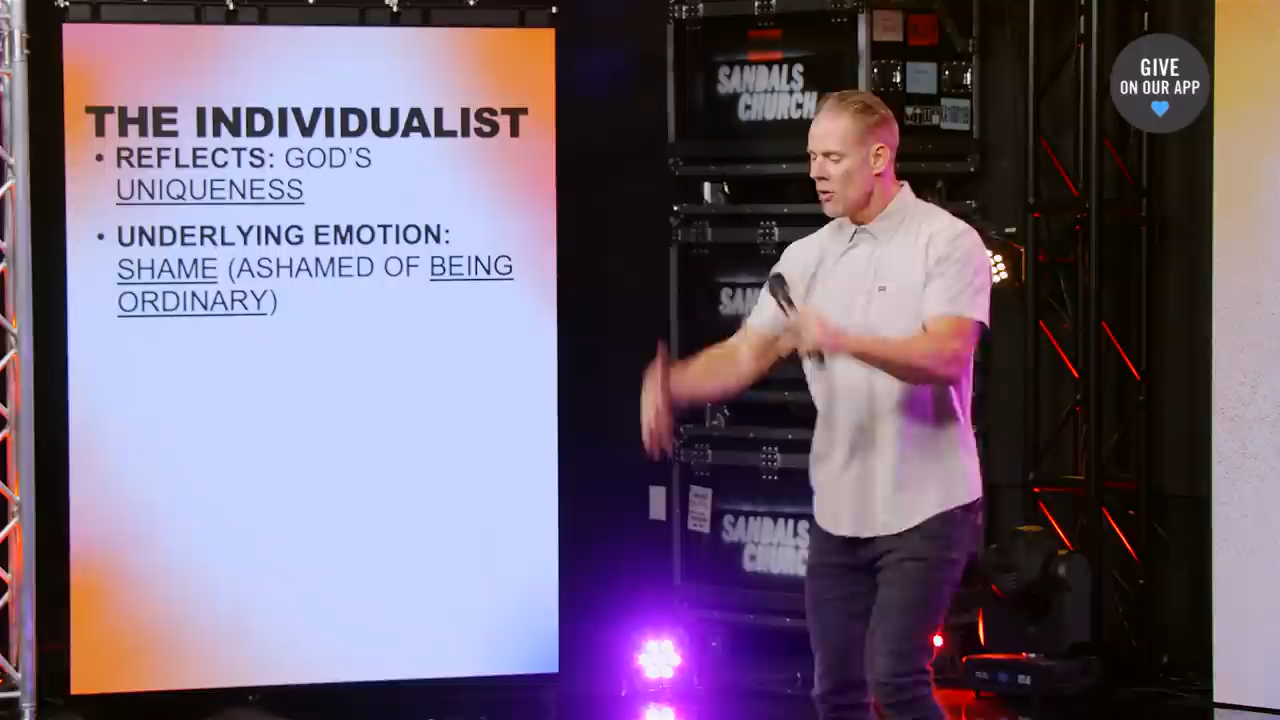 THE INDIVIDUALIST
• REFLECTS: GOD'S
UNIQUENESS
• UNDERLYING EMOTION:
SHAME (ASHAMED OF BEING
ORDINARY)
SANDALS
CHURCH
SANDALS
GIVE
ON OUR APP